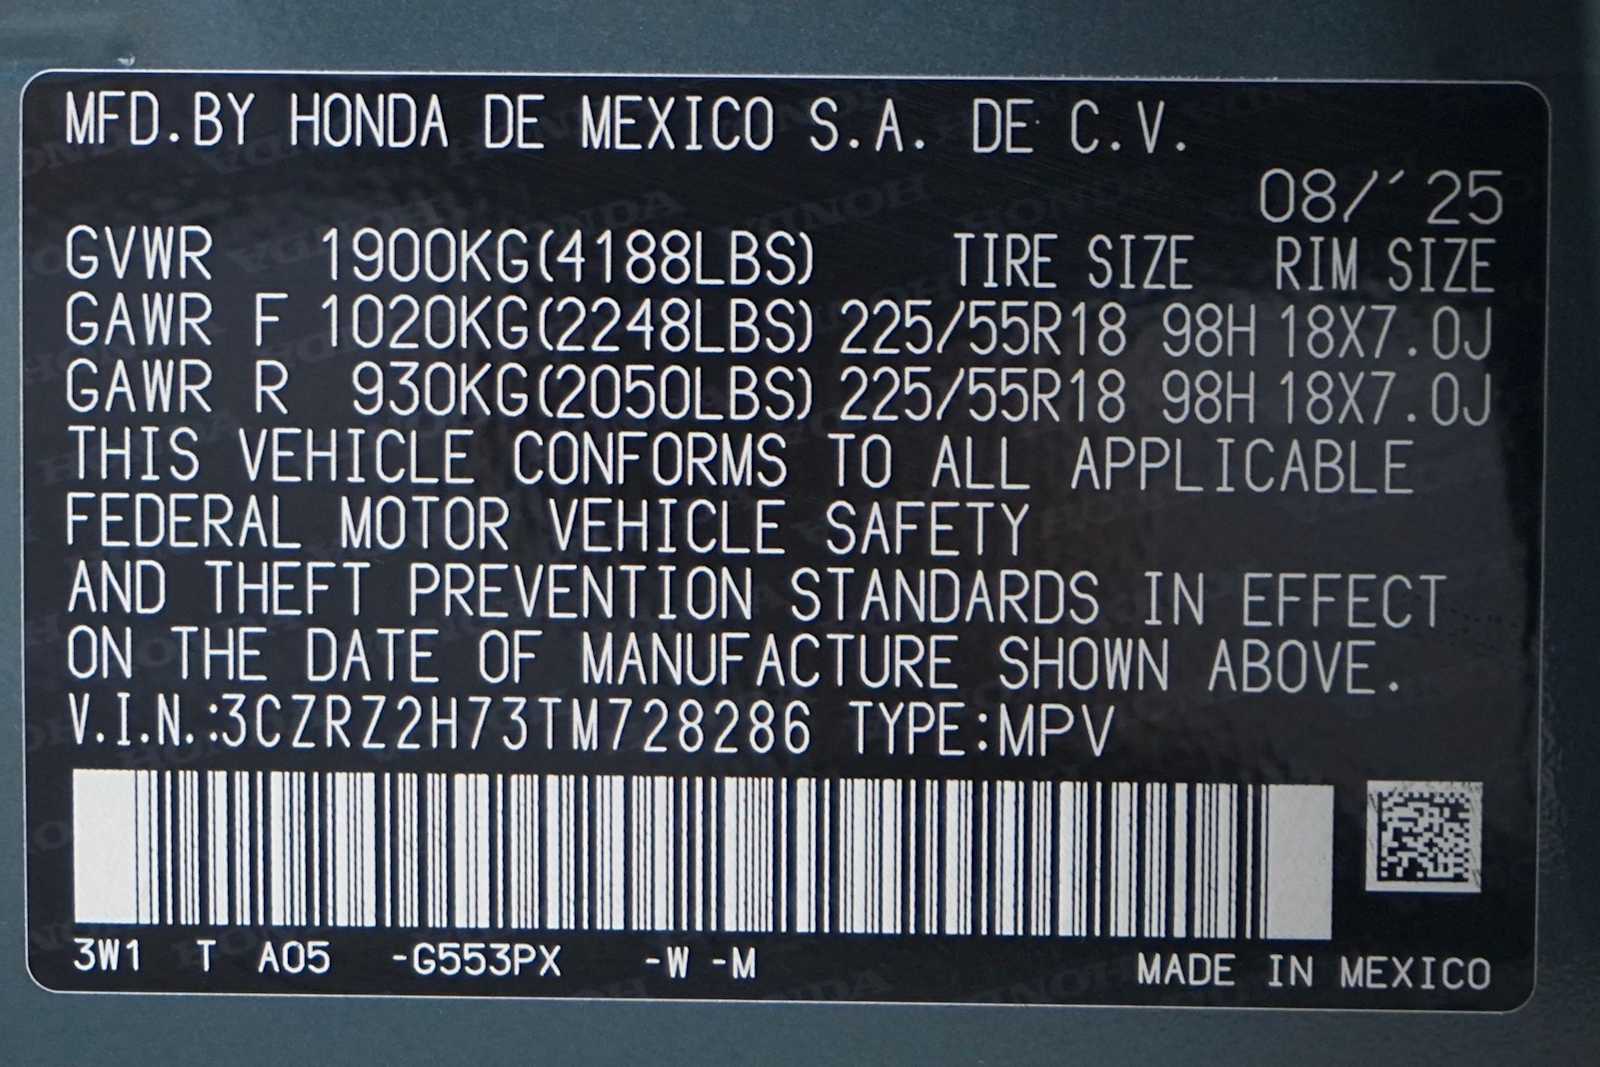 MFD.BY HONDA DE MEXICO S.A. DE C.V.
08/'25
GVWR 1900KG(4188LBS) TIRE SIZE RIM SIZE
GAWR F 1020KG(2248LBS) 225/55R18 98H 18X7.0J
GAWR R 930KG(2050LBS) 225/55R18 98H 18X7.0J
THIS VEHICLE CONFORMS TO ALL APPLICABLE
FEDERAL MOTOR VEHICLE SAFETY
AND THEFT PREVENTION STANDARDS IN EFFECT
ON THE DATE OF MANUFACTURE SHOWN ABOVE.
V.I.N.:3CZRZ2H73TM728286 TYPE:MPV
3W1 T A05 -G553PX -W -M MADE IN MEXICO